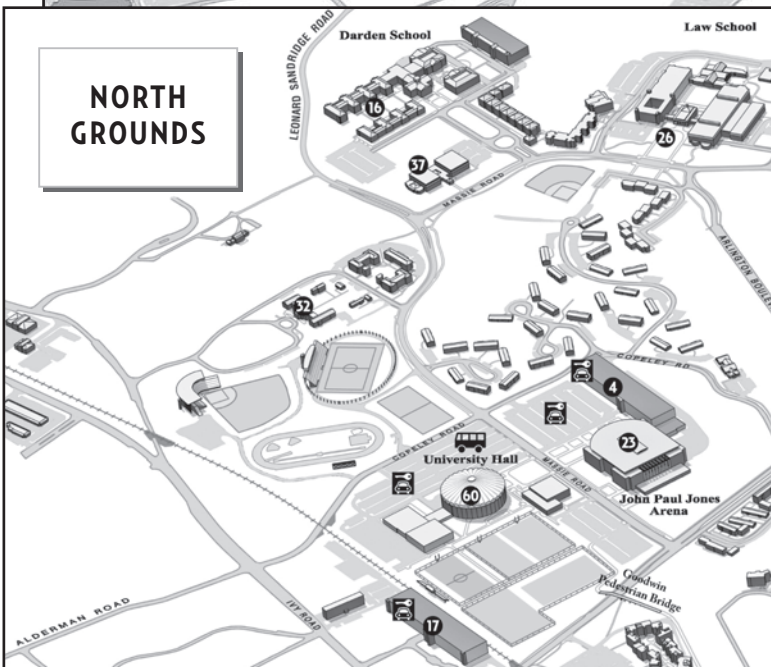 NORTH
GROUNDS
LEONARD SANDRIDGE ROAD
Darden School
Law School
16
26
37
MASSIE ROAD
ARLINGTON BOULE
32
COPELEY RD
4
COPELEY ROAD
23
University Hall
MASSIE ROAD
60
John Paul Jones
Arena
Goodwin
Pedestrian Bridge
ALDERMAN ROAD
IVY ROAD
17